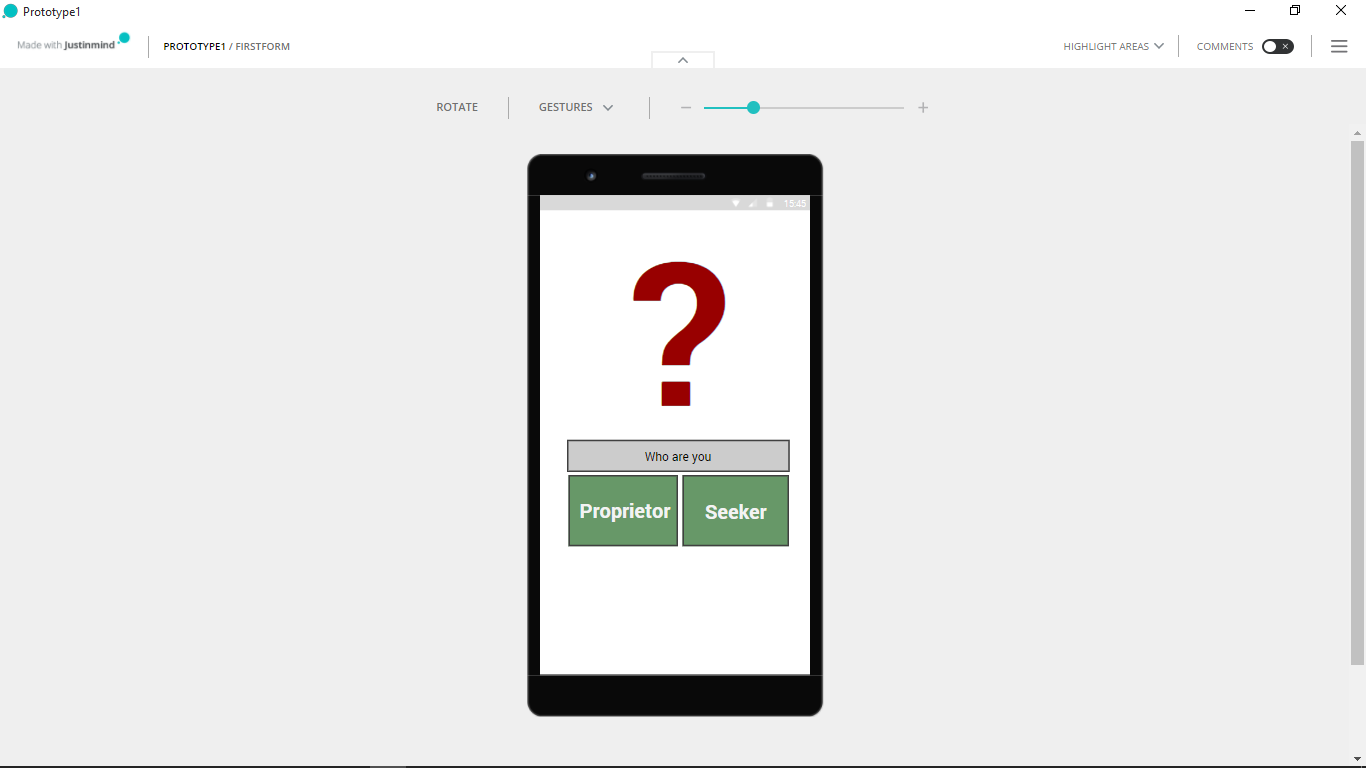 Prototype1
Made with Justinmind
PROTOTYPE1 / FIRSTFORM
HIGHLIGHT AREAS
COMMENTS
ROTATE
GESTURES
15:45
?
Who are you
Proprietor
Seeker